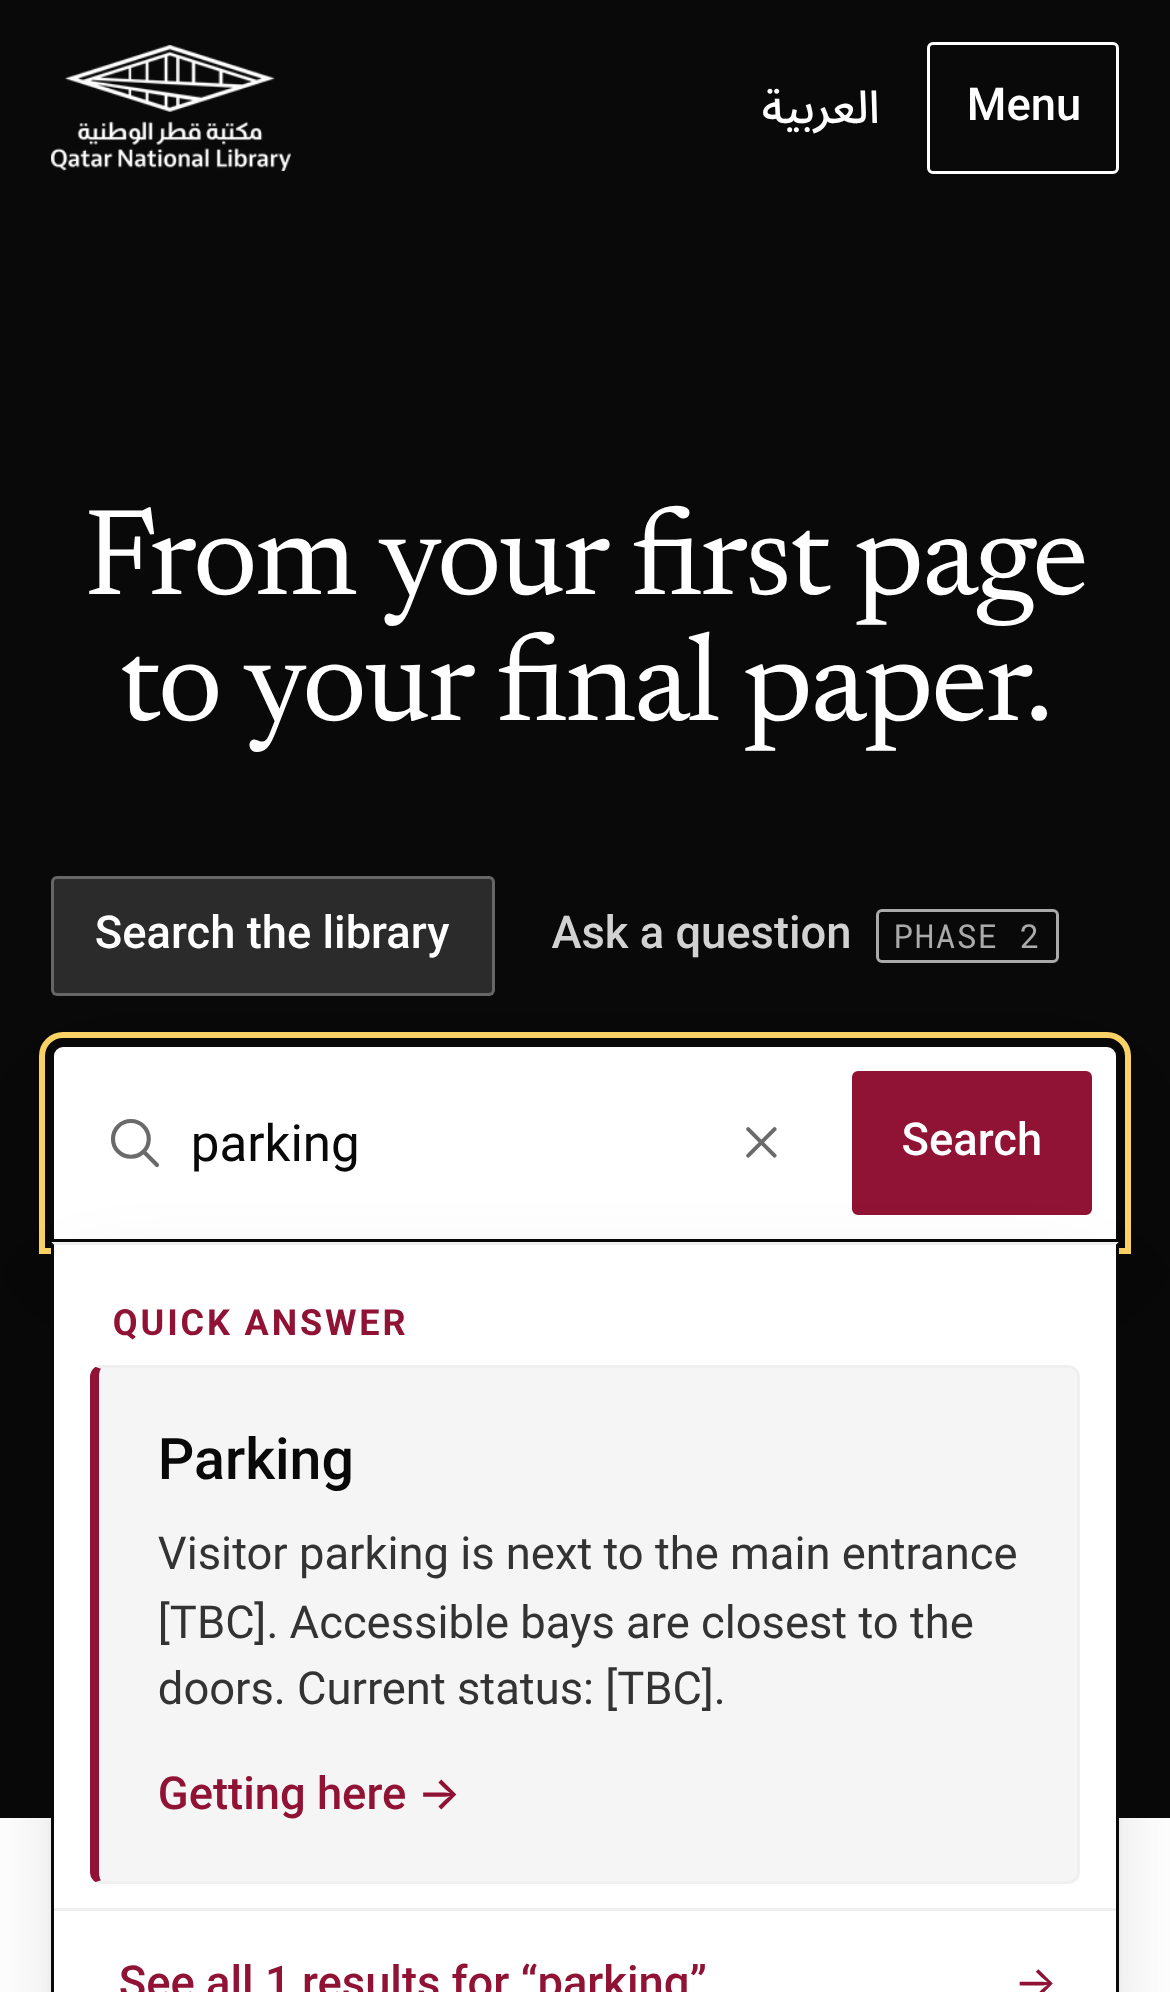 مكتبة قطر الوطنية
Qatar National Library
العربية
Menu
From your first page
to your final paper.
Search the library
Ask a question PHASE 2
parking
Search
QUICK ANSWER
Parking
Visitor parking is next to the main entrance
[TBC]. Accessible bays are closest to the
doors. Current status: [TBC].
Getting here →
See all 1 results for “parking” →